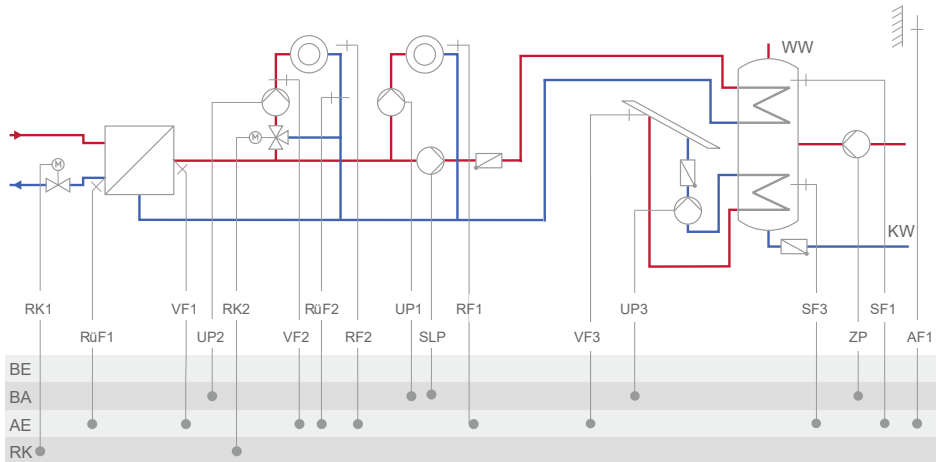 WW
M
M
KW
RK1 VF1 RK2 RüF2 UP1 RF1 UP3 SF3 SF1
RüF1 UP2 VF2 RF2 SLP VF3 ZP AF1
BE
BA
AE
RK